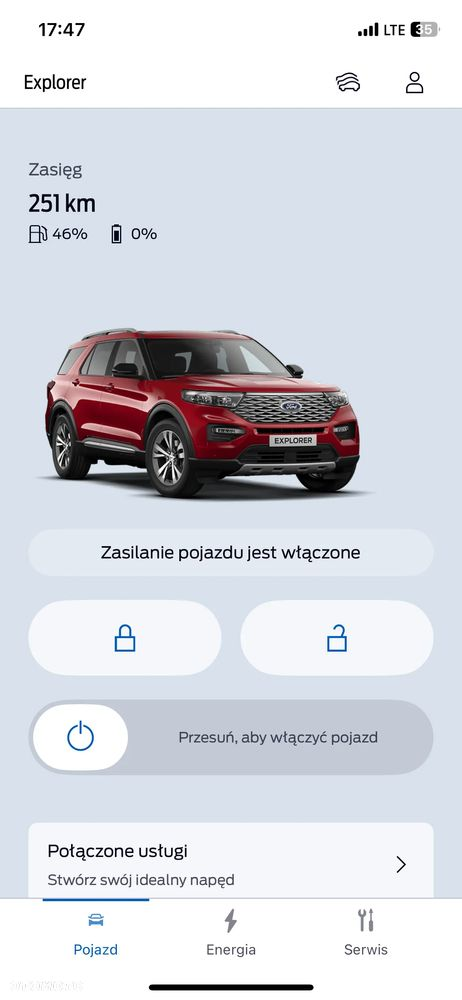 17:47
LTE 35
Explorer
Zasięg
251 km
46% 0%
Ford
EXPLORER
Zasilanie pojazdu jest włączone
Przesuń, aby włączyć pojazd
Połączone usługi
Stwórz swój idealny napęd
Pojazd Energia Serwis